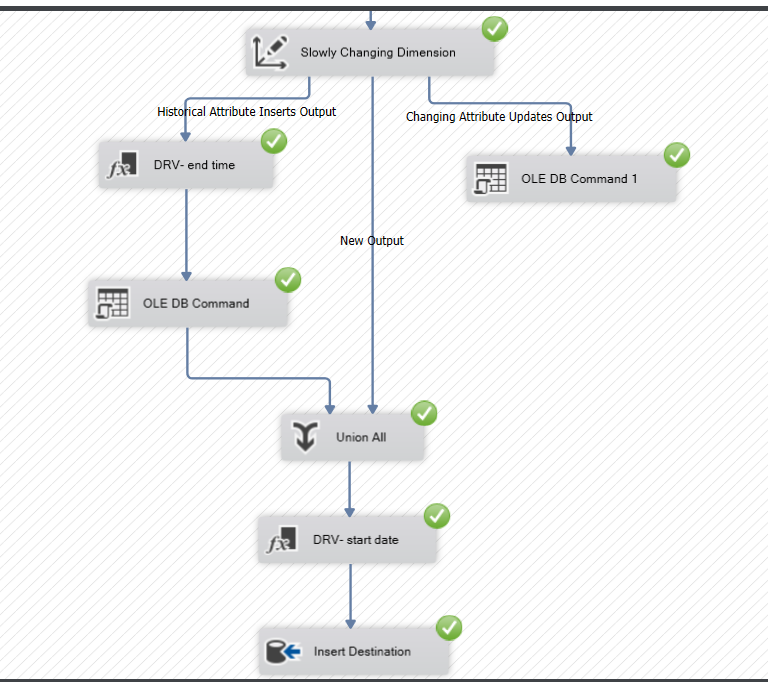 Slowly Changing Dimension
Historical Attribute Inserts Output
Changing Attribute Updates Output
DRV- end time
OLE DB Command 1
New Output
OLE DB Command
Union All
DRV- start date
Insert Destination